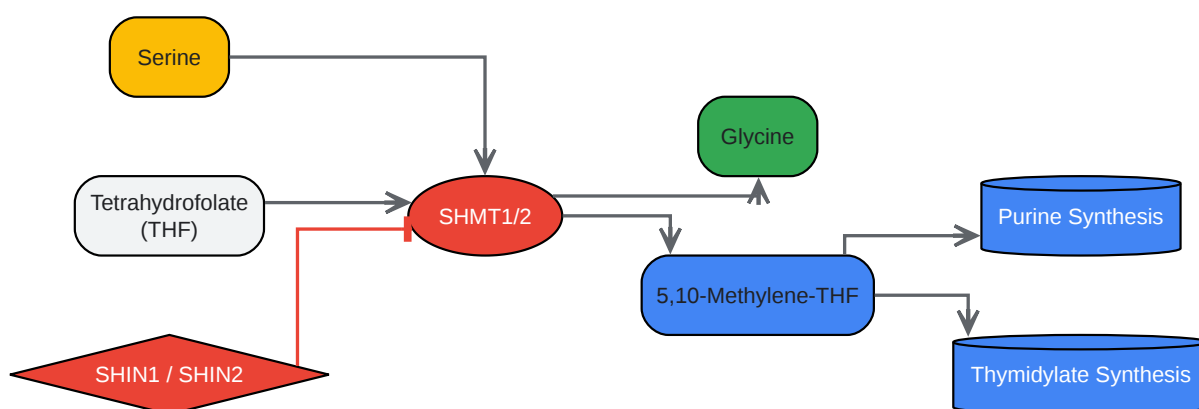 Serine
Glycine
Tetrahydrofolate
(THF)
SHMT1/2
Purine Synthesis
5,10-Methylene-THF
SHIN1 / SHIN2
Thymidylate Synthesis